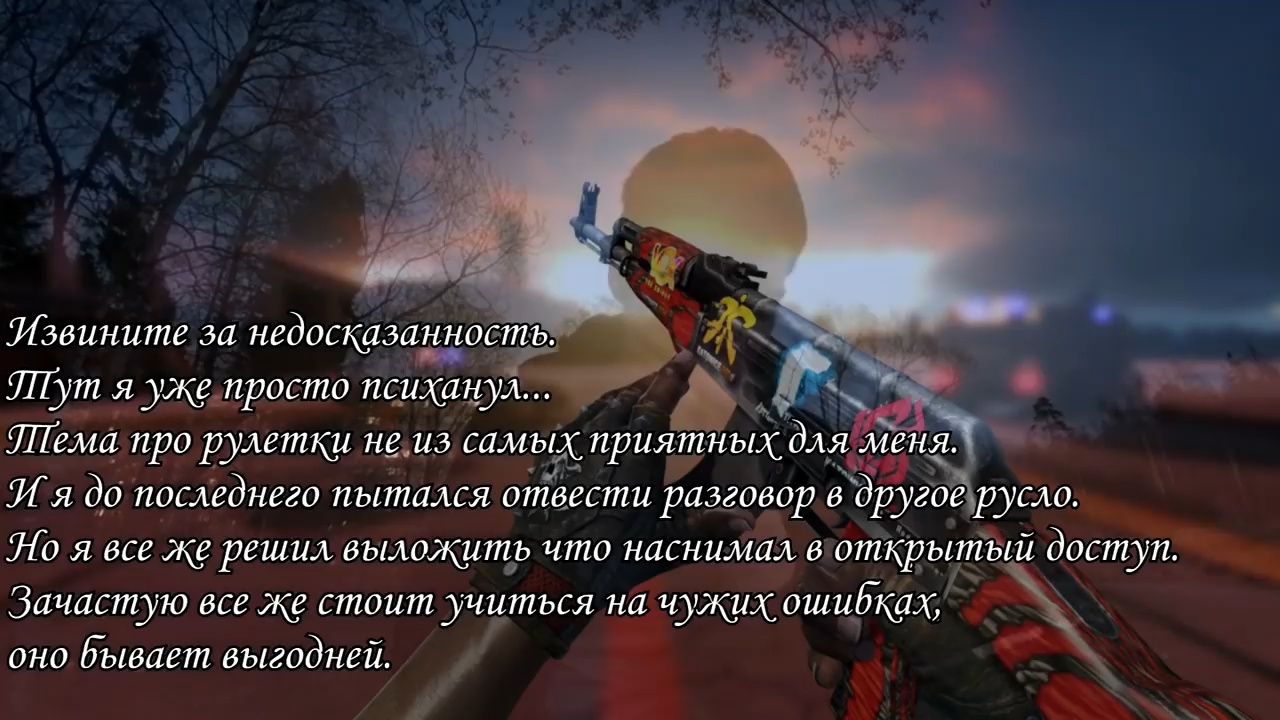 Извините за недосказанность.
Тут я уже просто психанул...
Тема про рулетки не из самых приятных для меня.
И я до последнего пытался отвести разговор в другое русло.
Но я все же решил выложить что наснимал в открытый доступ.
Зачастую все же стоит учиться на чужих ошибках,
оно бывает выгодней.